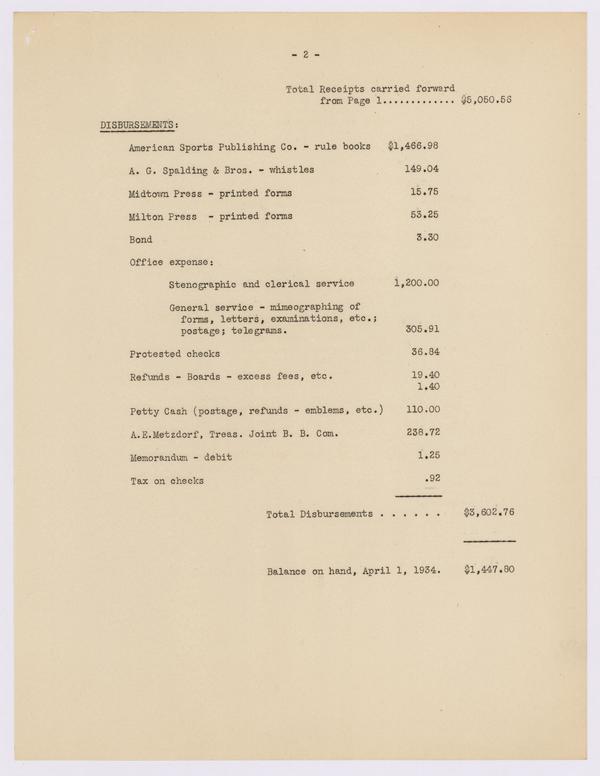 - 2 -
Total Receipts carried forward
from Page 1............. $5,050.56
DISBURSEMENTS:
American Sports Publishing Co. - rule books $1,466.98
A. G. Spalding & Bros. - whistles 149.04
Midtown Press - printed forms 15.75
Milton Press - printed forms 53.25
Bond 3.30
Office expense:
Stenographic and clerical service 1,200.00
General service - mimeographing of
forms, letters, examinations, etc.;
postage; telegrams. 305.91
Protested checks 36.84
Refunds - Boards - excess fees, etc. 19.40
1.40
Petty Cash (postage, refunds - emblems, etc.) 110.00
A.E.Metzdorf, Treas. Joint B. B. Com. 238.72
Memorandum - debit 1.25
Tax on checks .92
Total Disbursements . . . . . . $3,602.76
Balance on hand, April 1, 1934. $1,447.80